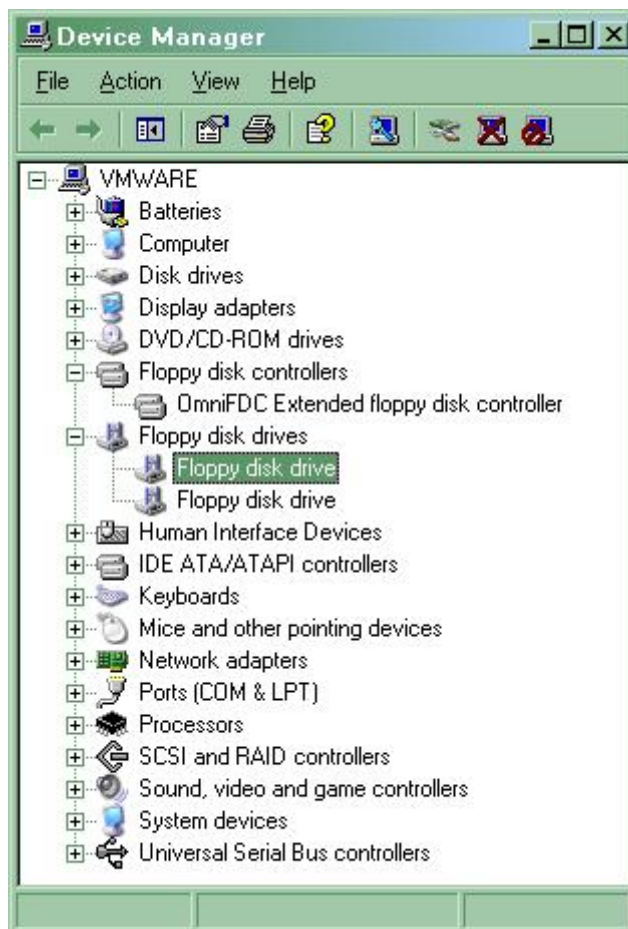 Device Manager
File Action View Help
VMWARE
Batteries
Computer
Disk drives
Display adapters
DVD/CD-ROM drives
Floppy disk controllers
OmniFDC Extended floppy disk controller
Floppy disk drives
Floppy disk drive
Floppy disk drive
Human Interface Devices
IDE ATA/ATAPI controllers
Keyboards
Mice and other pointing devices
Network adapters
Ports (COM & LPT)
Processors
SCSI and RAID controllers
Sound, video and game controllers
System devices
Universal Serial Bus controllers